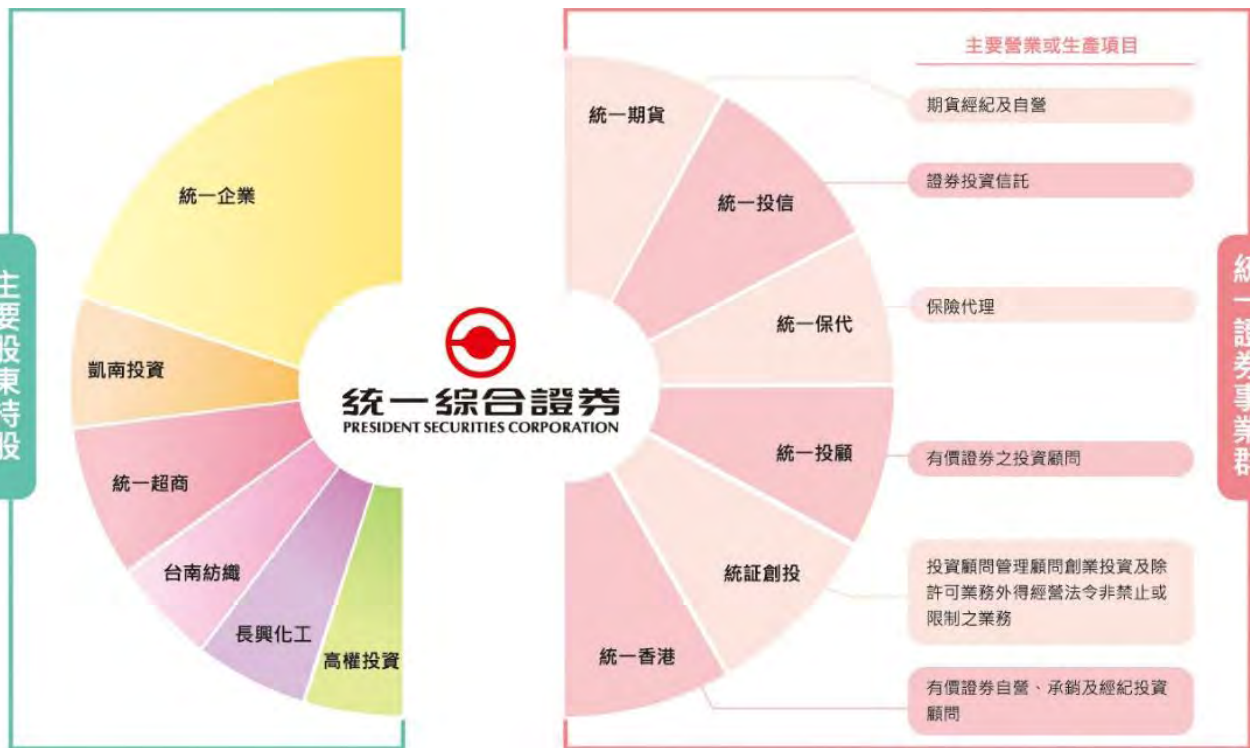 主要股東持股
統一企業
凱南投資
統一超商
台南紡織
長興化工
高權投資
統一綜合證券
PRESIDENT SECURITIES CORPORATION
統一期貨
統一投信
統一保代
統一投顧
統証創投
統一香港
主要營業或生產項目
期貨經紀及自營
證券投資信託
保險代理
有價證券之投資顧問
投資顧問管理顧問創業投資及除
許可業務外得經營法令非禁止或
限制之業務
有價證券自營、承銷及經紀投資
顧問
統一證券事業群